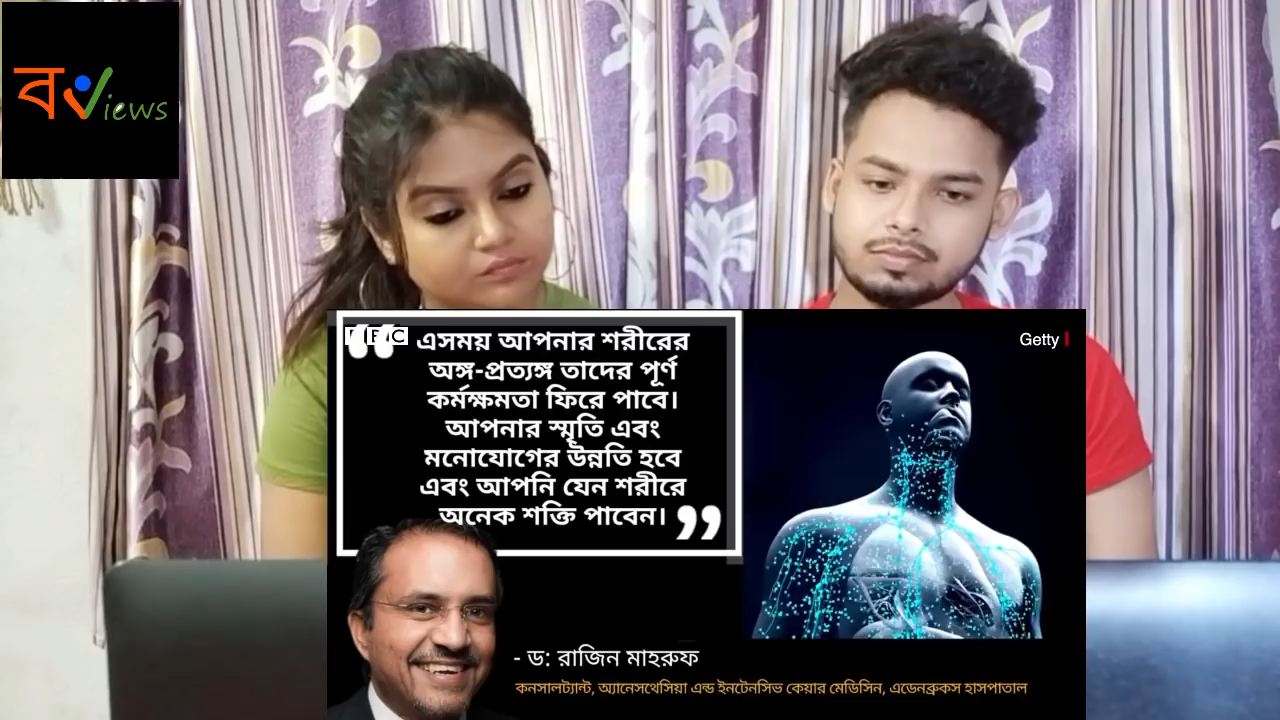 বংViews
BBC
Getty
“ এসময় আপনার শরীরের
অঙ্গ-প্রত্যঙ্গ তাদের পূর্ণ
কর্মক্ষমতা ফিরে পাবে।
আপনার স্মৃতি এবং
মনোযোগের উন্নতি হবে
এবং আপনি যেন শরীরে
অনেক শক্তি পাবেন। ”
- ড: রাজিন মাহরুফ
কনসালট্যান্ট, অ্যানেসথেসিয়া এন্ড ইনটেনসিভ কেয়ার মেডিসিন, এডেনব্রুকস হাসপাতাল